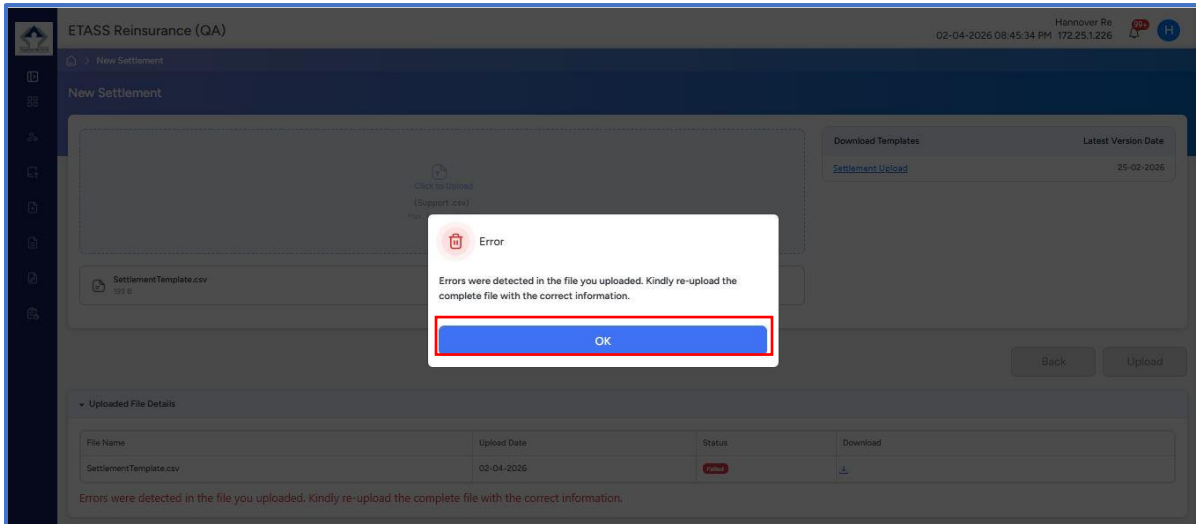 ETASS Reinsurance (QA)
Hannover Re
02-04-2026 08:45:34 PM 172.25.1.226
99+
H
> New Settlement
New Settlement
Click to Upload
(Support .csv)
Download Templates Latest Version Date
Settlement Upload 25-02-2026
SettlementTemplate.csv
593 B
Error
Errors were detected in the file you uploaded. Kindly re-upload the
complete file with the correct information.
OK
Back Upload
Uploaded File Details
File Name Upload Date Status Download
SettlementTemplate.csv 02-04-2026 Failed
Errors were detected in the file you uploaded. Kindly re-upload the complete file with the correct information.